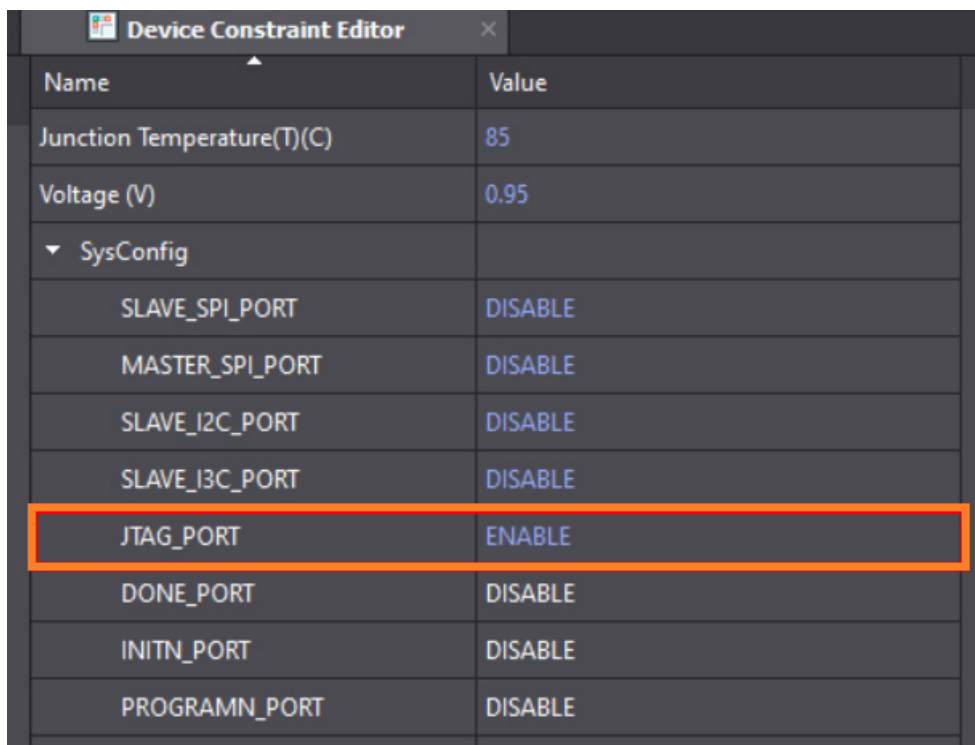 Device Constraint Editor
Name Value
Junction Temperature(T)(C) 85
Voltage (V) 0.95
SysConfig
SLAVE_SPI_PORT DISABLE
MASTER_SPI_PORT DISABLE
SLAVE_I2C_PORT DISABLE
SLAVE_I3C_PORT DISABLE
JTAG_PORT ENABLE
DONE_PORT DISABLE
INITN_PORT DISABLE
PROGRAMN_PORT DISABLE